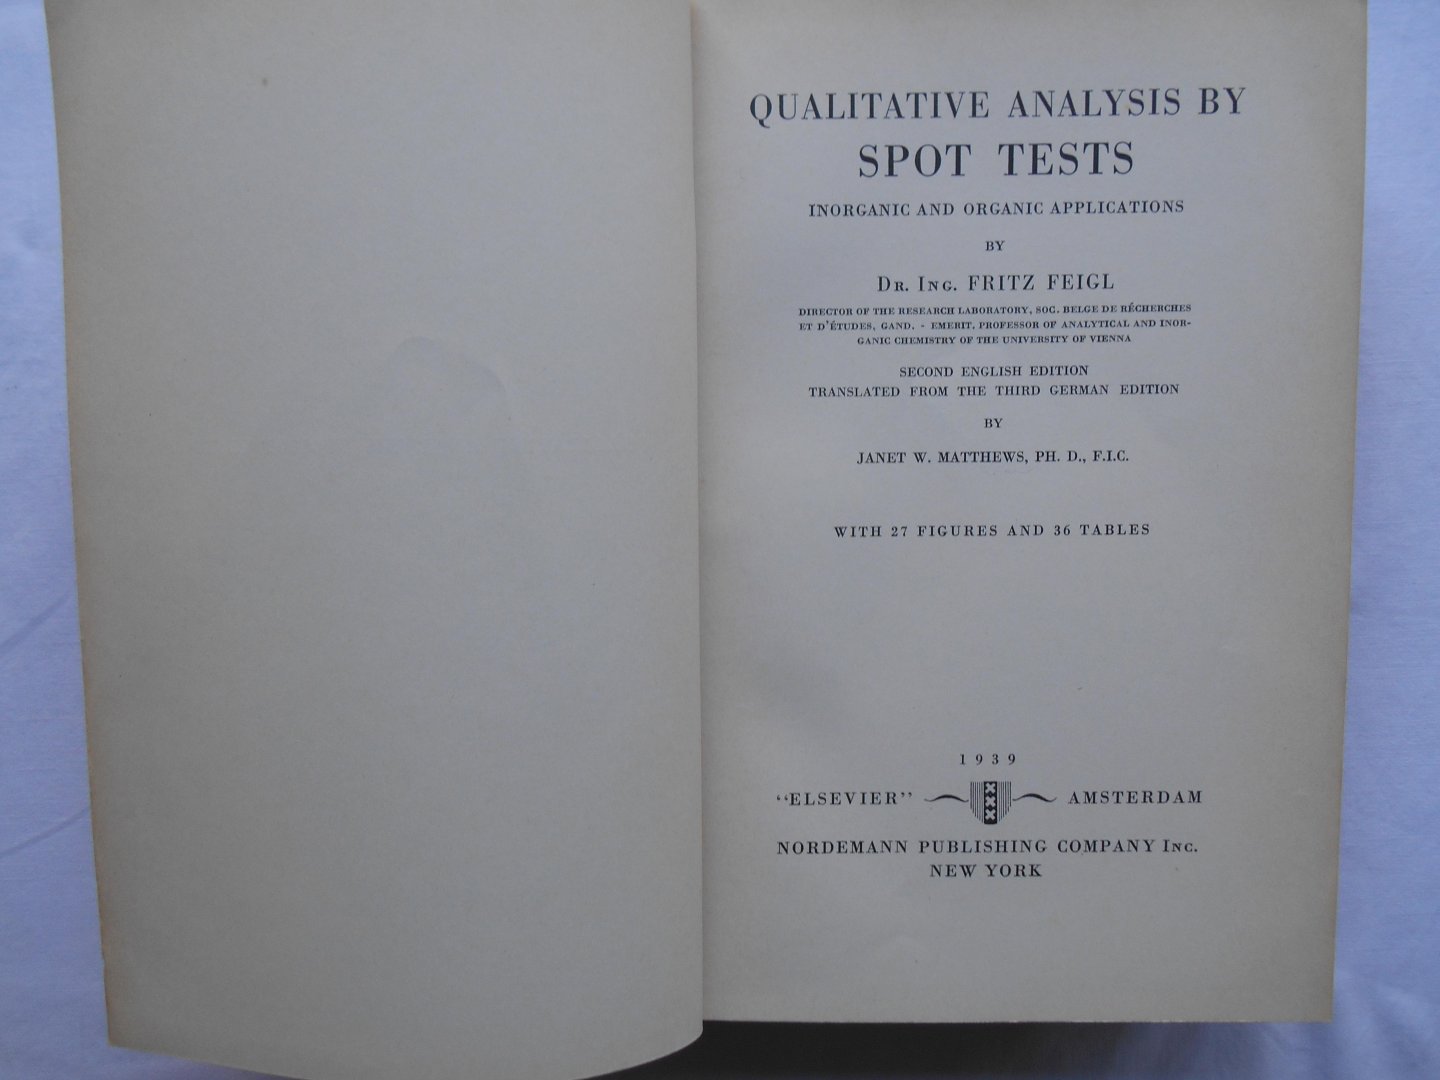 QUALITATIVE ANALYSIS BY
SPOT TESTS
INORGANIC AND ORGANIC APPLICATIONS
BY
DR. ING. FRITZ FEIGL
DIRECTOR OF THE RESEARCH LABORATORY, SOC. BELGE DE RÉCHERCHES
ET D'ÉTUDES, GAND. - EMERIT. PROFESSOR OF ANALYTICAL AND INOR-
GANIC CHEMISTRY OF THE UNIVERSITY OF VIENNA
SECOND ENGLISH EDITION
TRANSLATED FROM THE THIRD GERMAN EDITION
BY
JANET W. MATTHEWS, PH. D., F.I.C.
WITH 27 FIGURES AND 36 TABLES
1939
“ELSEVIER” AMSTERDAM
NORDEMANN PUBLISHING COMPANY INC.
NEW YORK